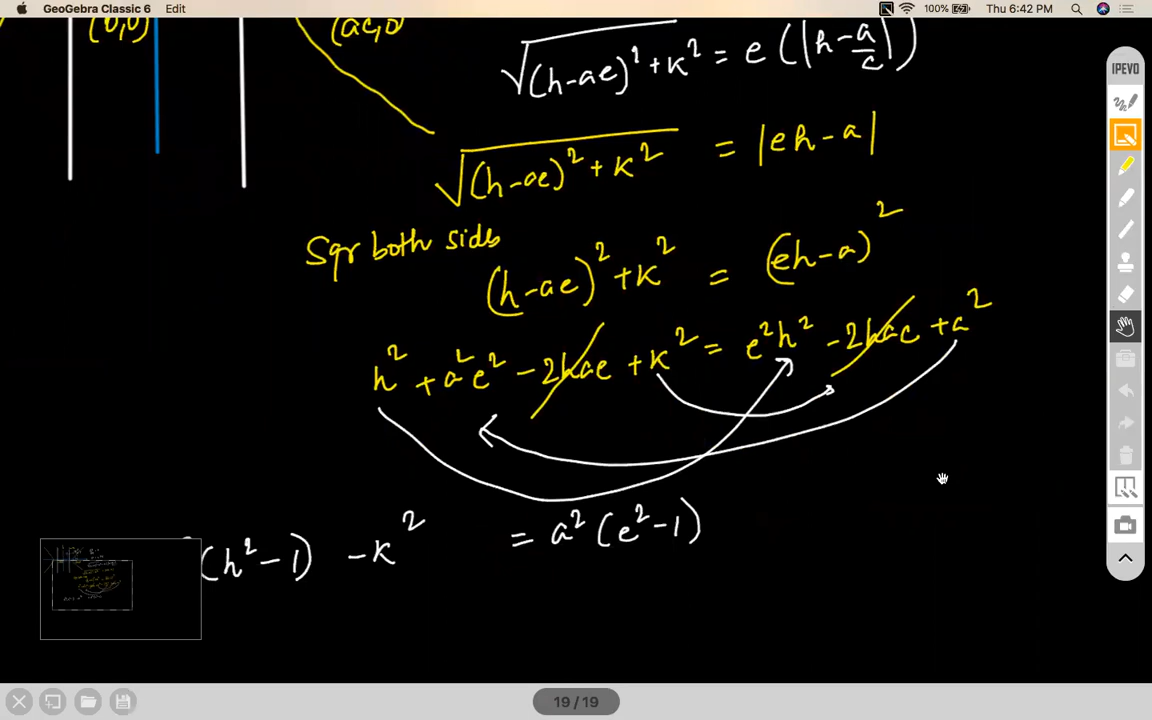 GeoGebra Classic 6 Edit 100% Thu 6:42 PM
(0,0)
√(h-ae)² + k² = e(|h - a/e|)
IPEVO
√(h-ae)² + k² = |eh - a|
Sqr both sides
(h-ae)² + k² = (eh - a)²
h² + a²e² - 2hae + k² = e²h² - 2hae + a²
(h² - 1) - k² = a²(e² - 1)
19 / 19